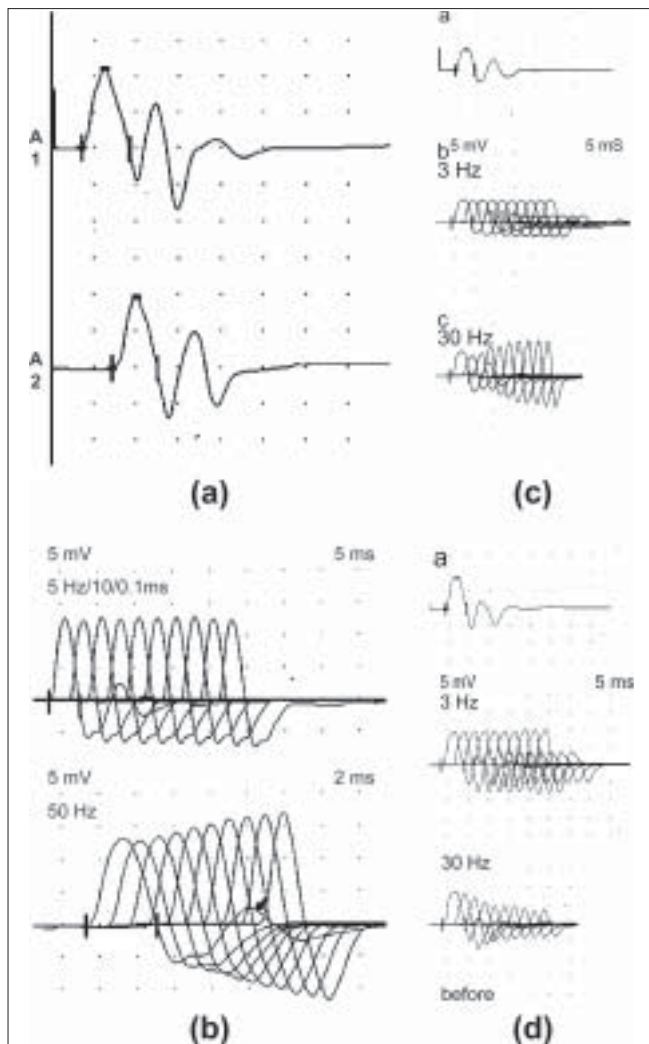 A
1
A
2
(a)
a
5 mV 5 mS
b
3 Hz
c
30 Hz
(c)
5 mV 5 ms
5 Hz/10/0.1ms
5 mV 2 ms
50 Hz
(b)
a
5 mV 5 ms
3 Hz
30 Hz
before
(d)